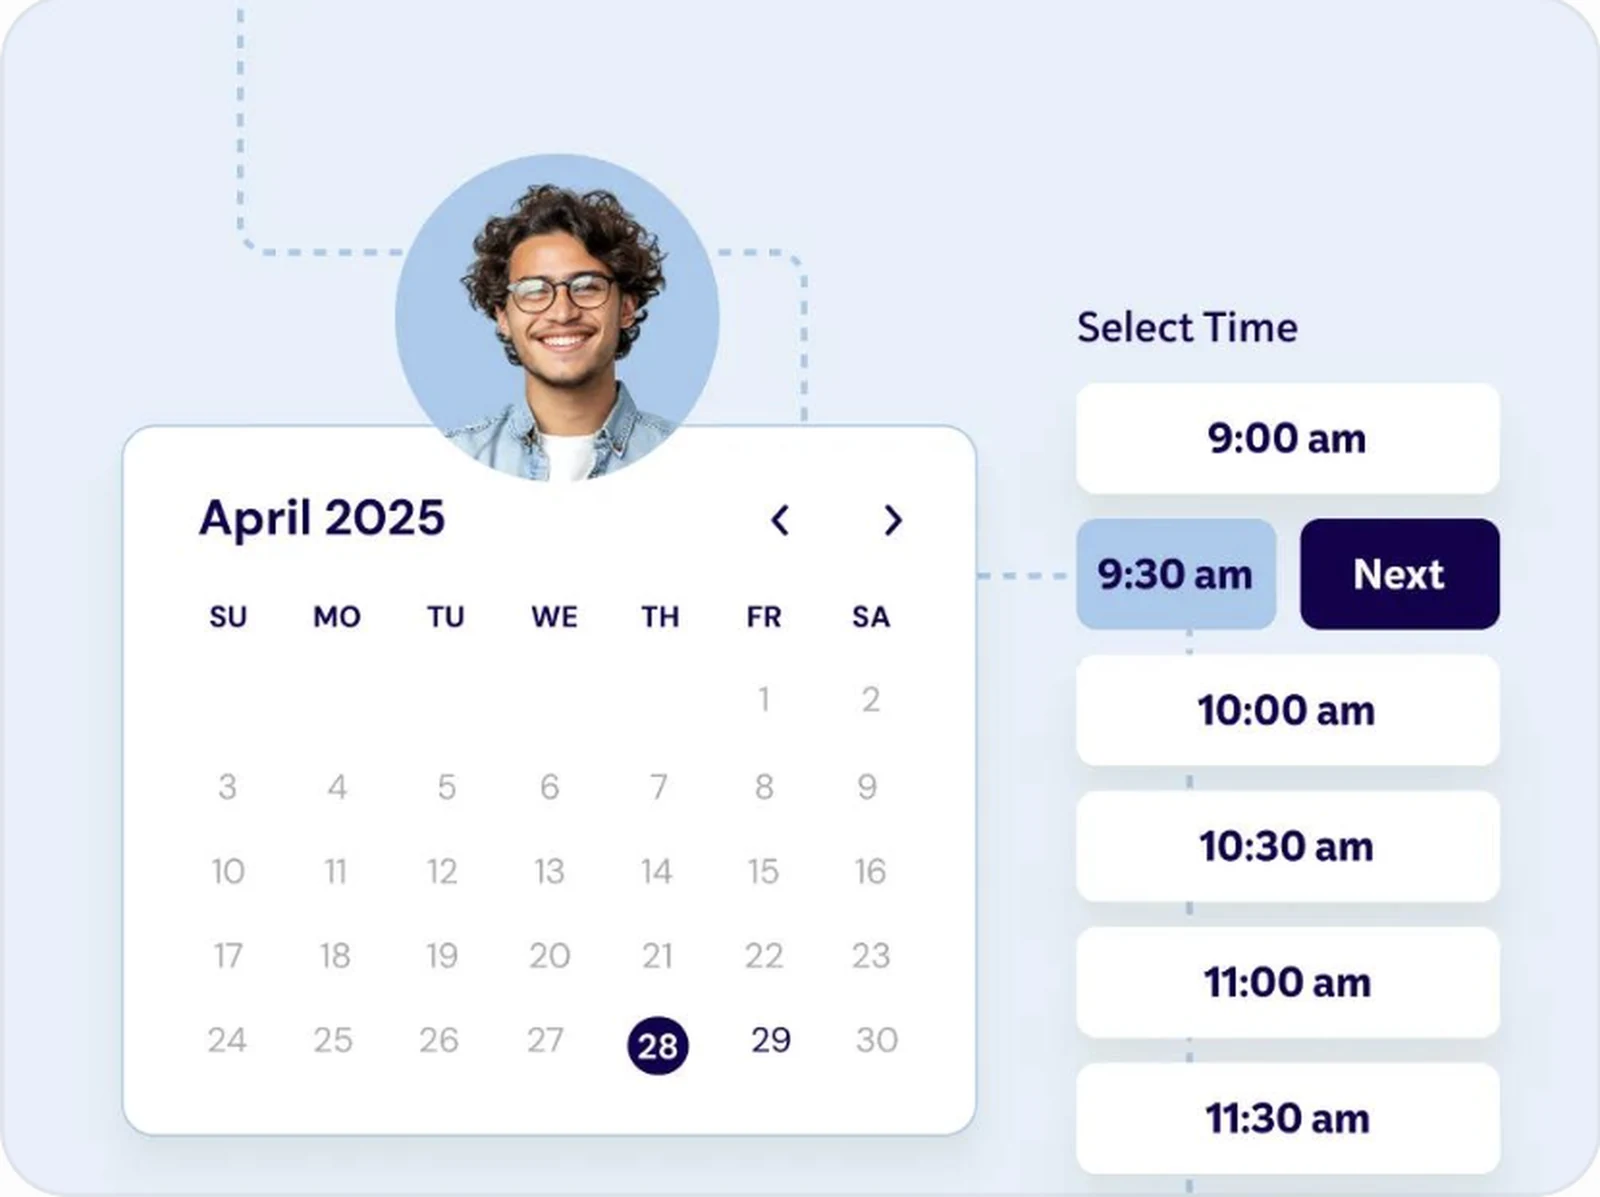 April 2025
SU MO TU WE TH FR SA
1 2
3 4 5 6 7 8 9
10 11 12 13 14 15 16
17 18 19 20 21 22 23
24 25 26 27 28 29 30
Select Time
9:00 am
9:30 am Next
10:00 am
10:30 am
11:00 am
11:30 am